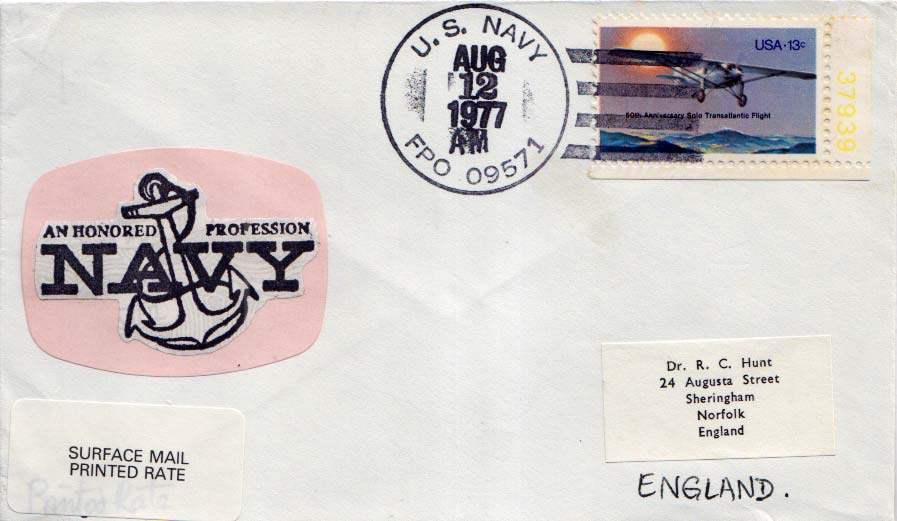 U.S. NAVY
AUG
12
1977
AM
FPO 09571
USA·13c
50th Anniversary Solo Transatlantic Flight
37939
AN HONORED PROFESSION
NAVY
Dr. R. C. Hunt
24 Augusta Street
Sheringham
Norfolk
England
SURFACE MAIL
PRINTED RATE
ENGLAND.